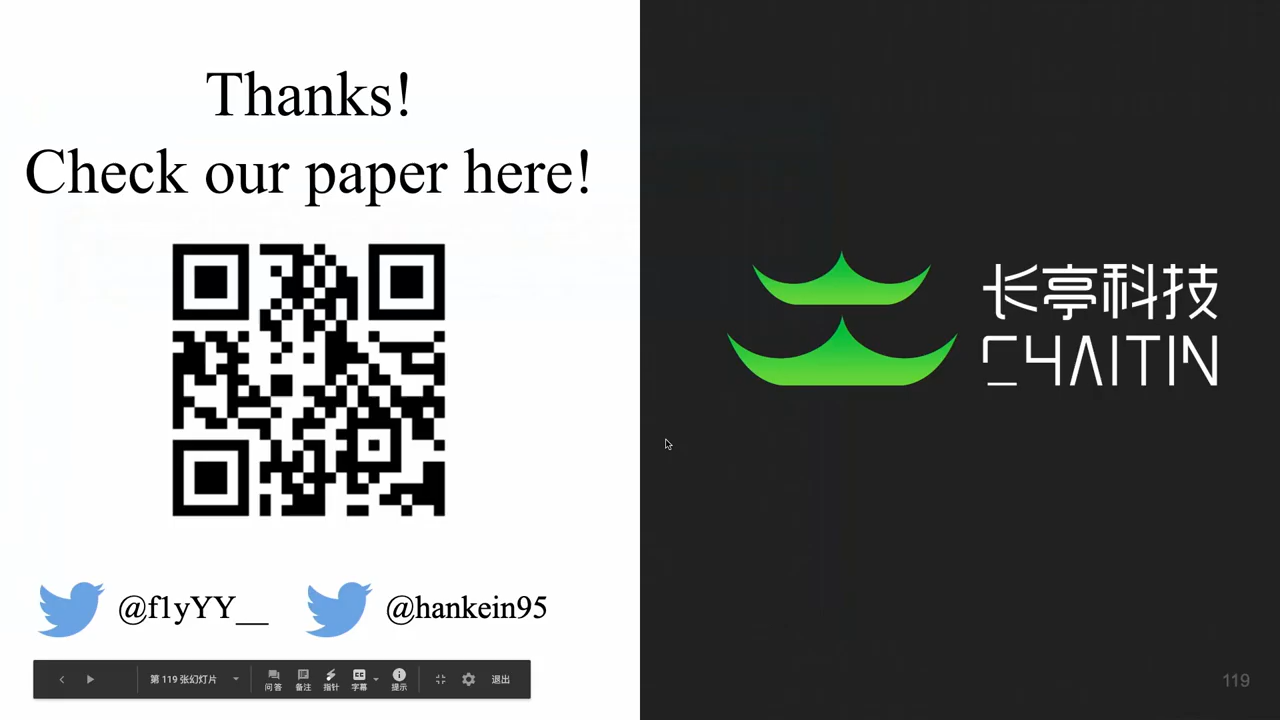 Thanks!
Check our paper here!
@f1yYY__
@hankein95
第 119 张幻灯片
问答
备注
指针
字幕
提示
退出
长亭科技
CHAITIN
119